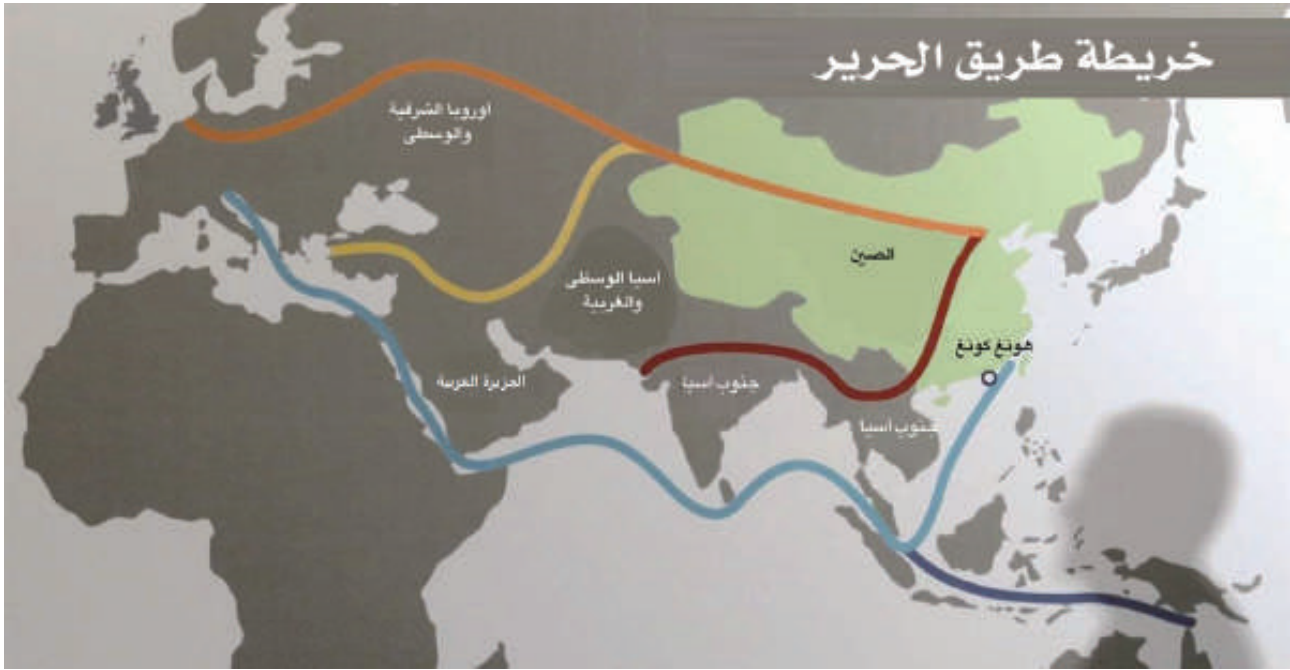 خريطة طريق الحرير
اوروبا الشرقية
والوسطى
الصين
اسيا الوسطى
والغربية
هونغ كونغ
الجزيرة العربية
جنوب اسيا
جنوب اسيا